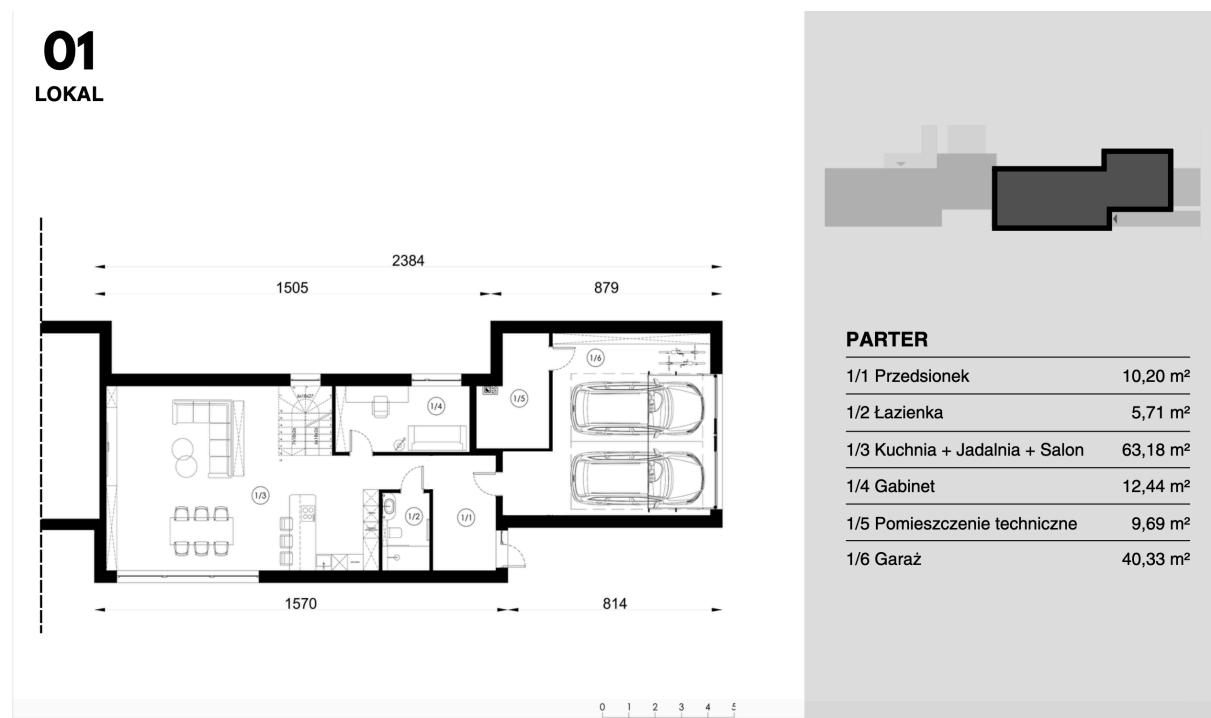 01
LOKAL
2384
1505
879
1/6
1/5
1/4
1/3
1/2
1/1
1570
814
0 1 2 3 4 5
PARTER
1/1 Przedsionek 10,20 m²
1/2 Łazienka 5,71 m²
1/3 Kuchnia + Jadalnia + Salon 63,18 m²
1/4 Gabinet 12,44 m²
1/5 Pomieszczenie techniczne 9,69 m²
1/6 Garaż 40,33 m²